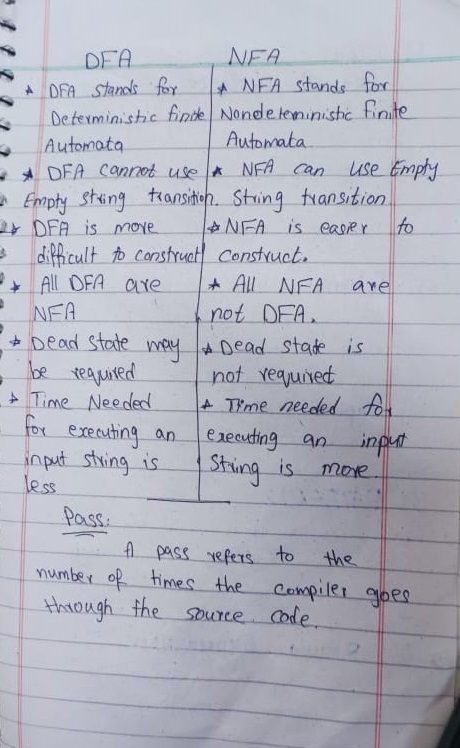 DFA NFA
* DFA stands for * NFA stands for
Deterministic finite Nondeterministic Finite
Automata Automata
* DFA cannot use * NFA can use Empty
Empty string transition. String transition
* DFA is more * NFA is easier to
difficult to construct construct.
* All DFA are * All NFA are
NFA not DFA.
* Dead state may * Dead state is
be required not required
* Time Needed * Time needed for
for executing an executing an input
input string is String is more.
less
Pass:
A pass refers to the
number of times the compiler goes
through the source code.